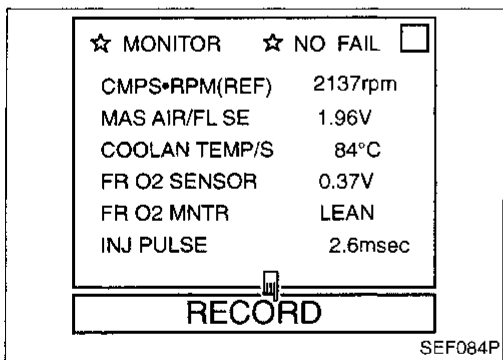 ☆ MONITOR ☆ NO FAIL
CMPS•RPM(REF) 2137rpm
MAS AIR/FL SE 1.96V
COOLAN TEMP/S 84°C
FR O2 SENSOR 0.37V
FR O2 MNTR LEAN
INJ PULSE 2.6msec
RECORD
SEF084P